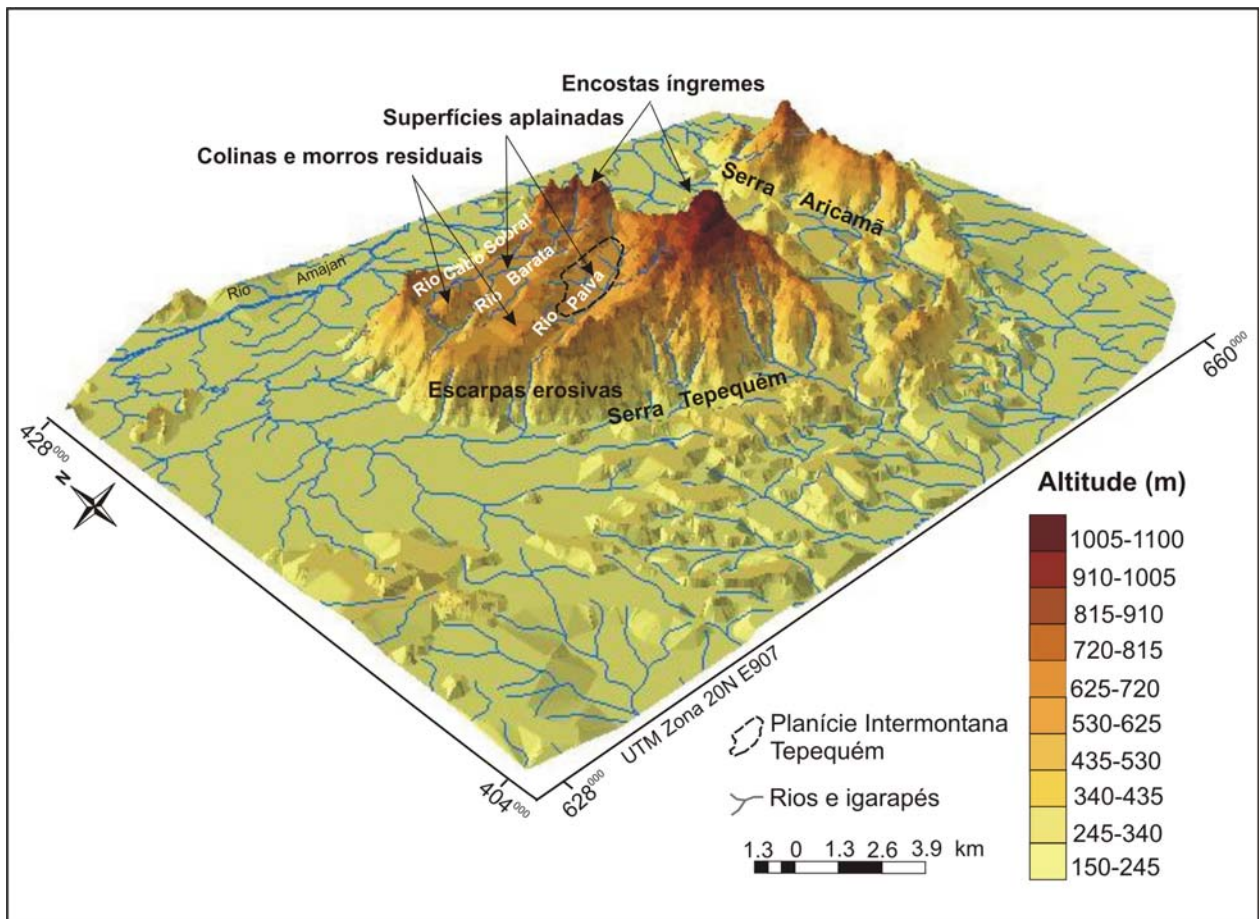 Encostas íngremes
Superfícies aplainadas
Colinas e morros residuais
Serra Aricamã
Rio Cabo Sobral
Rio Barata
Rio Paiva
Rio Amajari
Escarpas erosivas
Serra Tepequém
660000
428000
N
404000
628000
UTM Zona 20N E907
Altitude (m)
1005-1100
910-1005
815-910
720-815
625-720
530-625
435-530
340-435
245-340
150-245
Planície Intermontana
Tepequém
Rios e igarapés
1.3 0 1.3 2.6 3.9 km